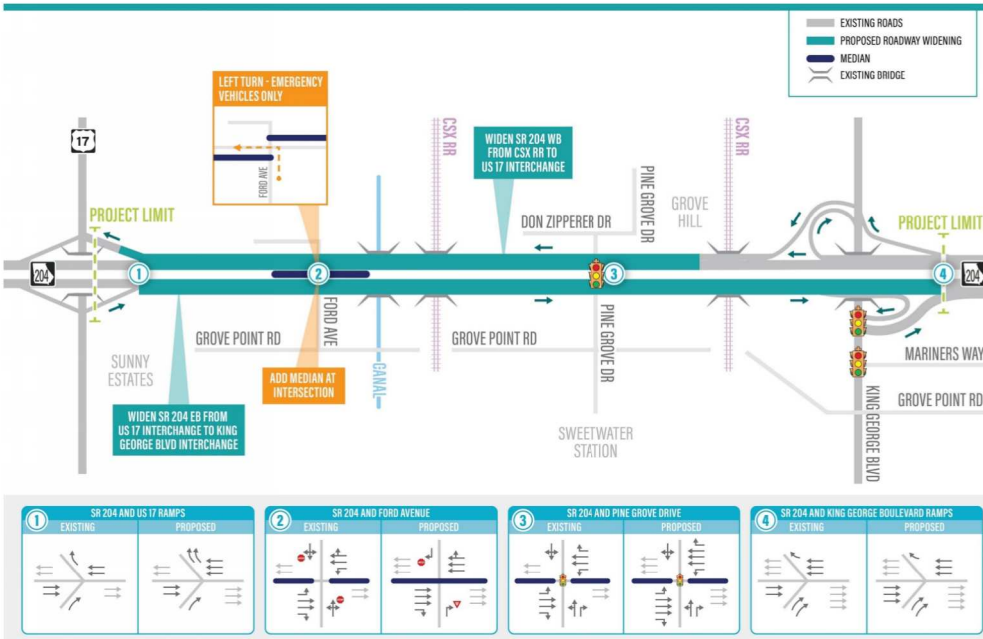 EXISTING ROADS
PROPOSED ROADWAY WIDENING
MEDIAN
EXISTING BRIDGE
LEFT TURN - EMERGENCY
VEHICLES ONLY
FORD AVE
17
CSX RR
WIDEN SR 204 WB
FROM CSX RR TO
US 17 INTERCHANGE
CSX RR
PROJECT LIMIT
DON ZIPPERER DR
PINE GROVE DR
GROVE
HILL
PROJECT LIMIT
204
1
2
3
4
204
SUNNY
ESTATES
GROVE POINT RD
FORD AVE
CANAL
GROVE POINT RD
PINE GROVE DR
MARINERS WAY
GROVE POINT RD
KING GEORGE BLVD
ADD MEDIAN AT
INTERSECTION
WIDEN SR 204 EB FROM
US 17 INTERCHANGE TO KING
GEORGE BLVD INTERCHANGE
SWEETWATER
STATION
1
SR 204 AND US 17 RAMPS
EXISTING
PROPOSED
2
SR 204 AND FORD AVENUE
EXISTING
PROPOSED
3
SR 204 AND PINE GROVE DRIVE
EXISTING
PROPOSED
4
SR 204 AND KING GEORGE BOULEVARD RAMPS
EXISTING
PROPOSED